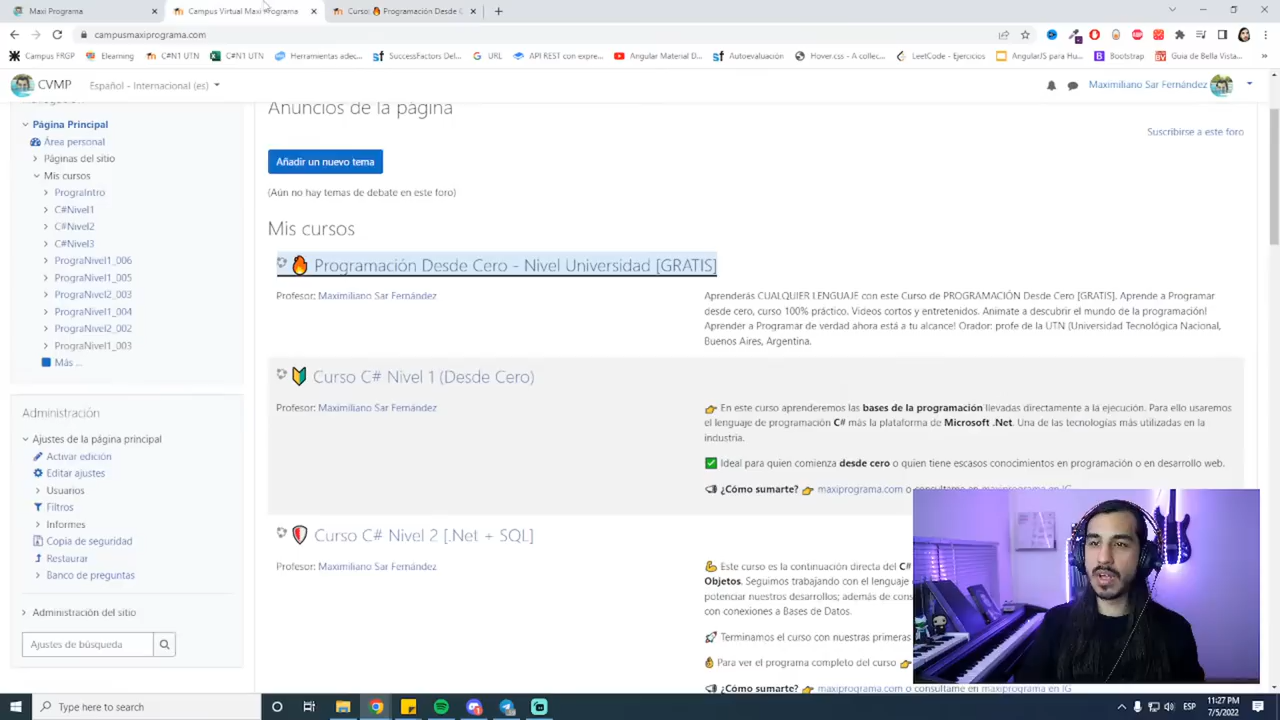 Maxi Programa
Campus Virtual Maxi Programa
Curso: 🔥 Programación Desde C
campusmaxiprograma.com
Campus FRGP
Elearning
C#N1 UTN
C#N1 UTN
Herramientas adec...
SuccessFactors Del...
URL
API REST con expre...
Angular Material D...
Autoevaluación
Hover.css - A collec...
LeetCode - Ejercicios
AngularJS para Hu...
Bootstrap
Guia de Bella Vista...
CVMP
Español - Internacional (es)
Maximiliano Sar Fernández
Página Principal
Área personal
Páginas del sitio
Mis cursos
PrograIntro
C#Nivel1
C#Nivel2
C#Nivel3
PrograNivel1_006
PrograNivel1_005
PrograNivel2_003
PrograNivel1_004
PrograNivel2_002
PrograNivel1_003
Más ...
Administración
Ajustes de la página principal
Activar edición
Editar ajustes
Usuarios
Filtros
Informes
Copia de seguridad
Restaurar
Banco de preguntas
Administración del sitio
Ajustes de búsqueda
Anuncios de la página
Suscribirse a este foro
Añadir un nuevo tema
(Aún no hay temas de debate en este foro)
Mis cursos
🔥 Programación Desde Cero - Nivel Universidad [GRATIS]
Profesor: Maximiliano Sar Fernández
Aprenderás CUALQUIER LENGUAJE con este Curso de PROGRAMACIÓN Desde Cero [GRATIS]. Aprende a Programar
desde cero, curso 100% práctico. Videos cortos y entretenidos. Animate a descubrir el mundo de la programación!
Aprender a Programar de verdad ahora está a tu alcance! Orador: profe de la UTN (Universidad Tecnológica Nacional,
Buenos Aires, Argentina.
🔰 Curso C# Nivel 1 (Desde Cero)
Profesor: Maximiliano Sar Fernández
👉 En este curso aprenderemos las bases de la programación llevadas directamente a la ejecución. Para ello usaremos
el lenguaje de programación C# más la plataforma de Microsoft .Net. Una de las tecnologías más utilizadas en la
industria.
✅ Ideal para quien comienza desde cero o quien tiene escasos conocimientos en programación o en desarrollo web.
📢 ¿Cómo sumarte? 👉 maxiprograma.com o consultame en maxiprograma en IG
Curso C# Nivel 2 [.Net + SQL]
Profesor: Maximiliano Sar Fernández
💪 Este curso es la continuación directa del C#
Objetos. Seguimos trabajando con el lenguaje
potenciar nuestros desarrollos; además de cons
con conexiones a Bases de Datos.
🚀 Terminamos el curso con nuestras primeras
Para ver el programa completo del curso 👉
📢 ¿Cómo sumarte? 👉 maxiprograma.com o consultame en maxiprograma en IG
Type here to search
ESP
11:27 PM
7/5/2022